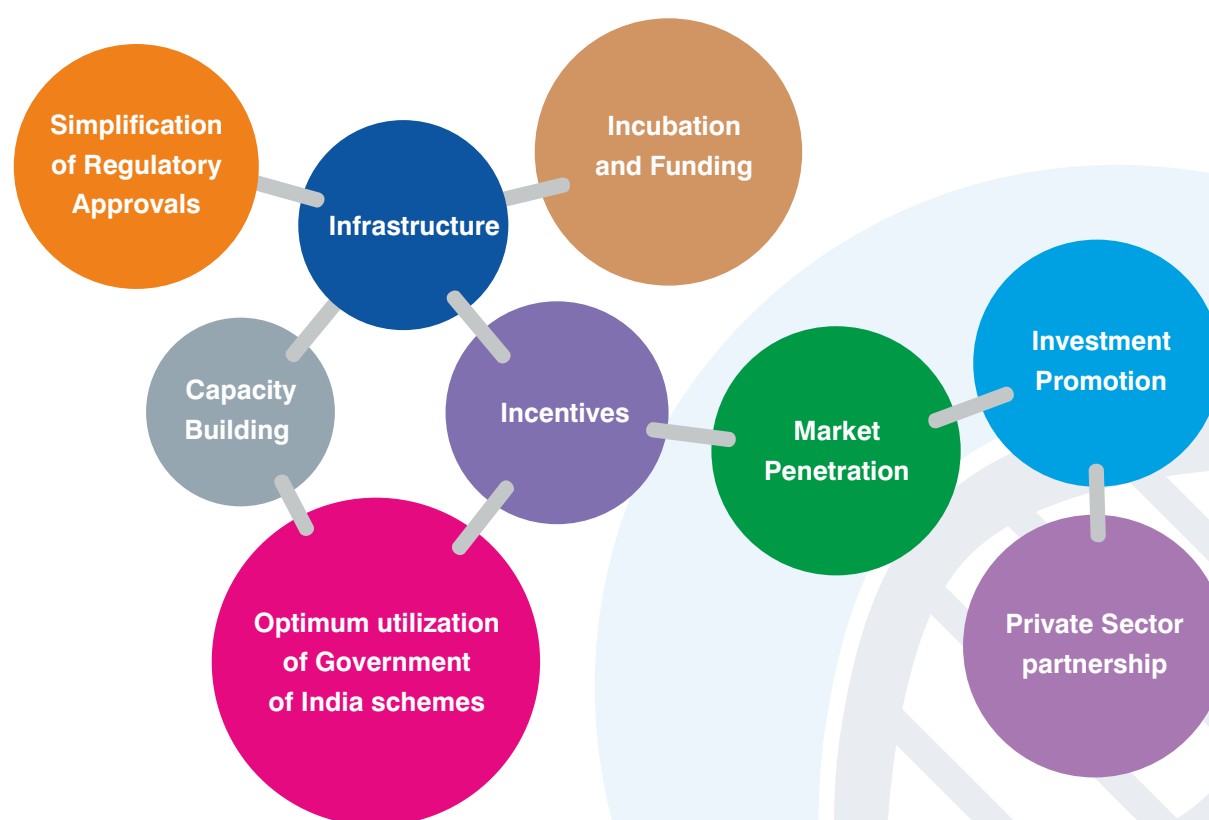 Simplification
of Regulatory
Approvals
Incubation
and Funding
Infrastructure
Capacity
Building
Incentives
Market
Penetration
Investment
Promotion
Optimum utilization
of Government
of India schemes
Private Sector
partnership